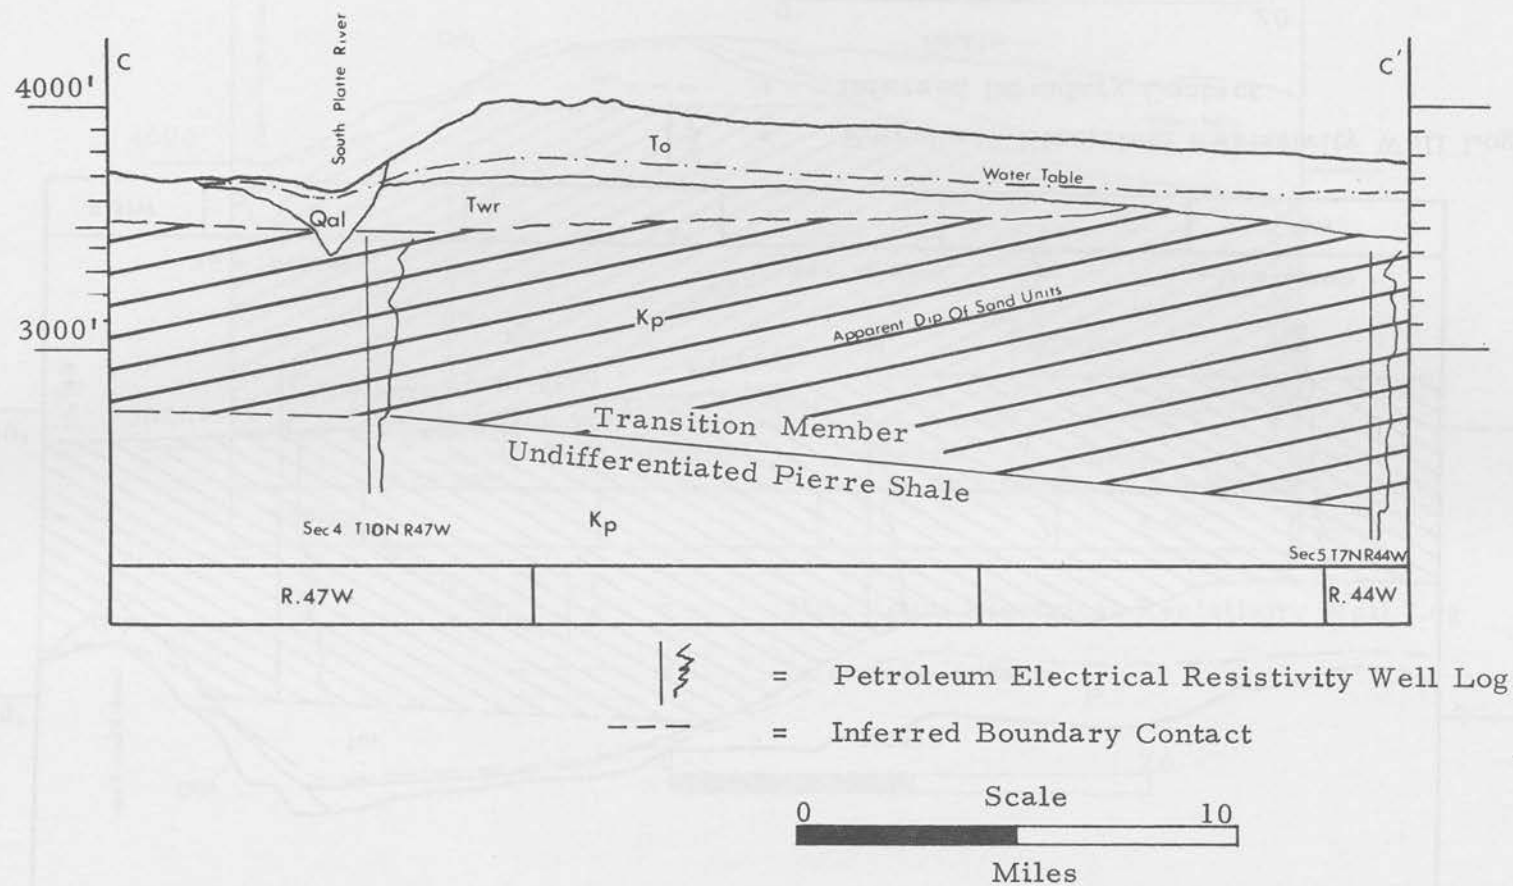 South Platte River
C
C'
4000'
To
Water Table
Qal
Twr
3000'
Kp
Apparent Dip Of Sand Units
Transition Member
Undifferentiated Pierre Shale
Kp
Sec 4 T10N R47W
Sec 5 T7N R44W
R. 47W
R. 44W
= Petroleum Electrical Resistivity Well Log
= Inferred Boundary Contact
Scale
0 10
Miles